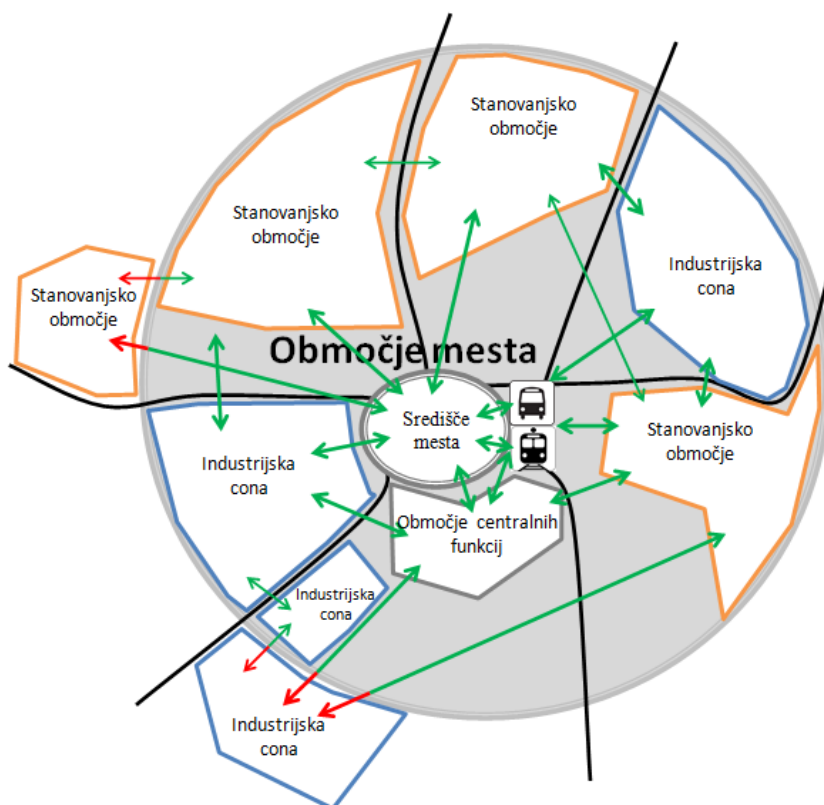 Stanovanjsko
območje
Stanovanjsko
območje
Industrijska
cona
Stanovanjsko
območje
Območje mesta
Središče
mesta
Stanovanjsko
območje
Industrijska
cona
Območje centralnih
funkcij
Industrijska
cona
Industrijska
cona